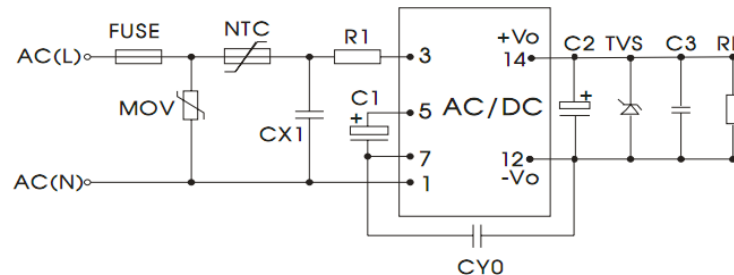 FUSE
NTC
R1
+Vo
C2
TVS
C3
AC(L)
3
14
MOV
CX1
C1
+
5
AC/DC
+
7
12
AC(N)
1
-Vo
CY0